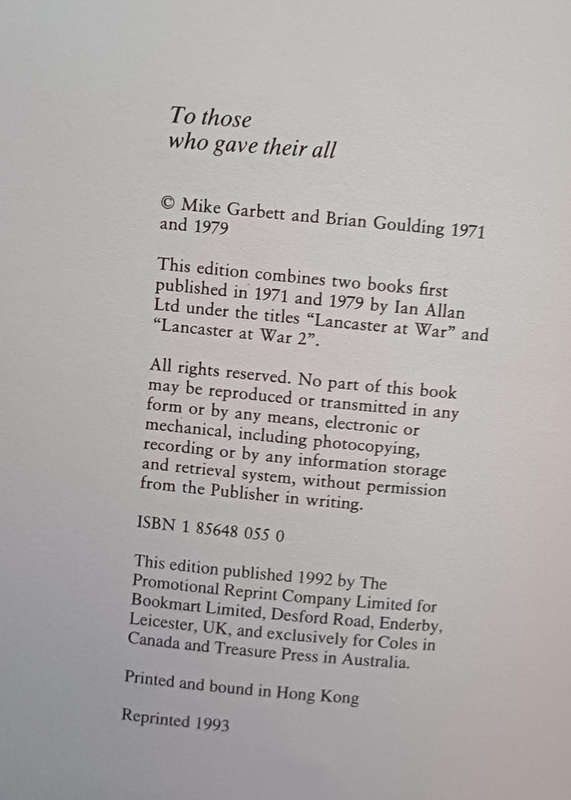 To those
who gave their all
© Mike Garbett and Brian Goulding 1971
and 1979
This edition combines two books first
published in 1971 and 1979 by Ian Allan
Ltd under the titles “Lancaster at War” and
“Lancaster at War 2”.
All rights reserved. No part of this book
may be reproduced or transmitted in any
form or by any means, electronic or
mechanical, including photocopying,
recording or by any information storage
and retrieval system, without permission
from the Publisher in writing.
ISBN 1 85648 055 0
This edition published 1992 by The
Promotional Reprint Company Limited for
Bookmart Limited, Desford Road, Enderby,
Leicester, UK, and exclusively for Coles in
Canada and Treasure Press in Australia.
Printed and bound in Hong Kong
Reprinted 1993